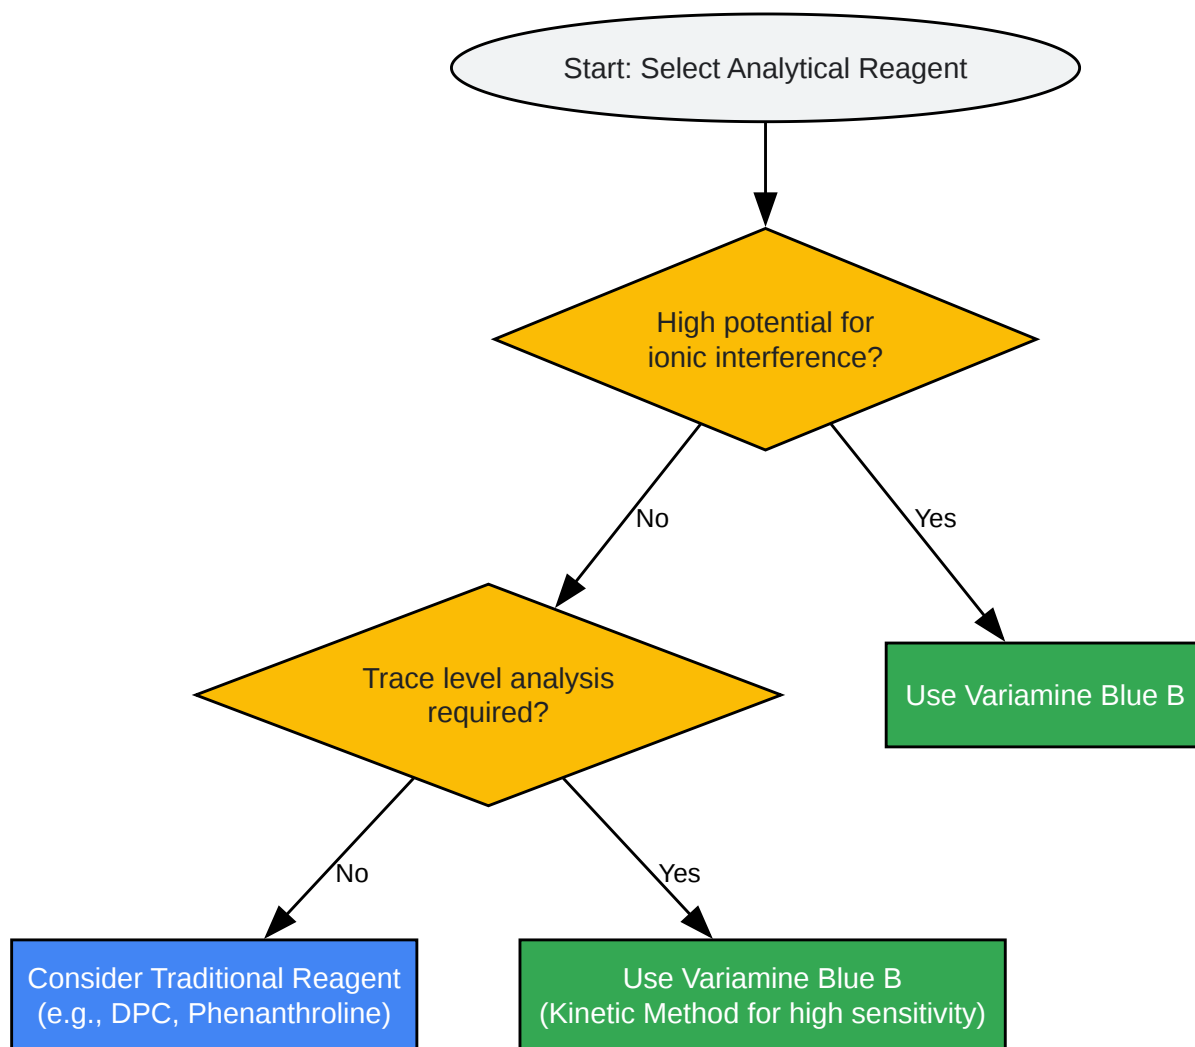 Start: Select Analytical Reagent
High potential for
ionic interference?
No
Yes
Trace level analysis
required?
Use Variamine Blue B
No
Yes
Consider Traditional Reagent
(e.g., DPC, Phenanthroline)
Use Variamine Blue B
(Kinetic Method for high sensitivity)